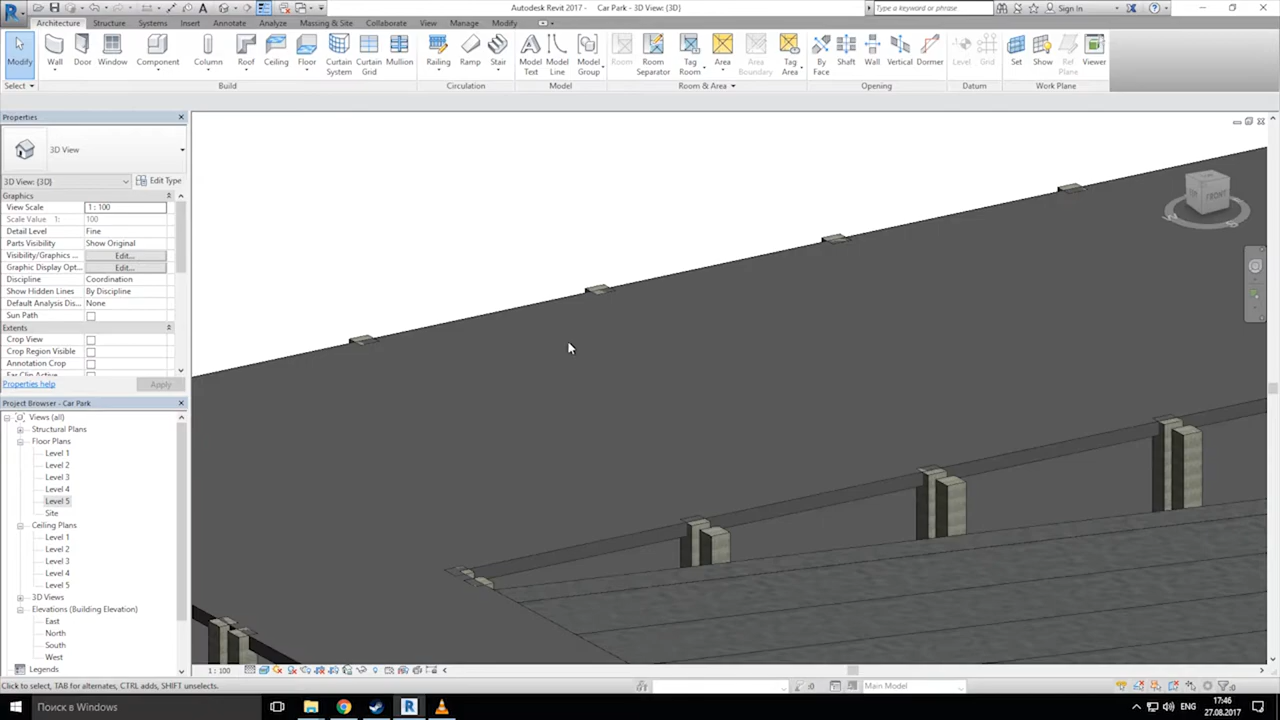 Autodesk Revit 2017 - Car Park - 3D View: {3D}
Type a keyword or phrase
Sign In
Architecture Structure Systems Insert Annotate Analyze Massing & Site Collaborate View Manage Modify
Modify Wall Door Window Component Column Roof Ceiling Floor Curtain System Curtain Grid Mullion Railing Ramp Stair Model Text Model Line Model Group Room Room Separator Tag Room Area Area Boundary Tag Area By Face Shaft Wall Vertical Dormer Level Grid Set Show Ref Plane Viewer
Select Build Circulation Model Room & Area Opening Datum Work Plane
Properties
3D View
3D View: {3D} Edit Type
Graphics
View Scale 1 : 100
Scale Value 1: 100
Detail Level Fine
Parts Visibility Show Original
Visibility/Graphics ... Edit...
Graphic Display Opt... Edit...
Discipline Coordination
Show Hidden Lines By Discipline
Default Analysis Dis... None
Sun Path
Extents
Crop View
Crop Region Visible
Annotation Crop
Far Clip Active
Properties help Apply
Project Browser - Car Park
Views (all)
Structural Plans
Floor Plans
Level 1
Level 2
Level 3
Level 4
Level 5
Site
Ceiling Plans
Level 1
Level 2
Level 3
Level 4
Level 5
3D Views
Elevations (Building Elevation)
East
North
South
West
Legends
FRONT
1 : 100
Click to select, TAB for alternates, CTRL adds, SHIFT unselects.
:0
Main Model
:0
Поиск в Windows
ENG
17:46
27.08.2017